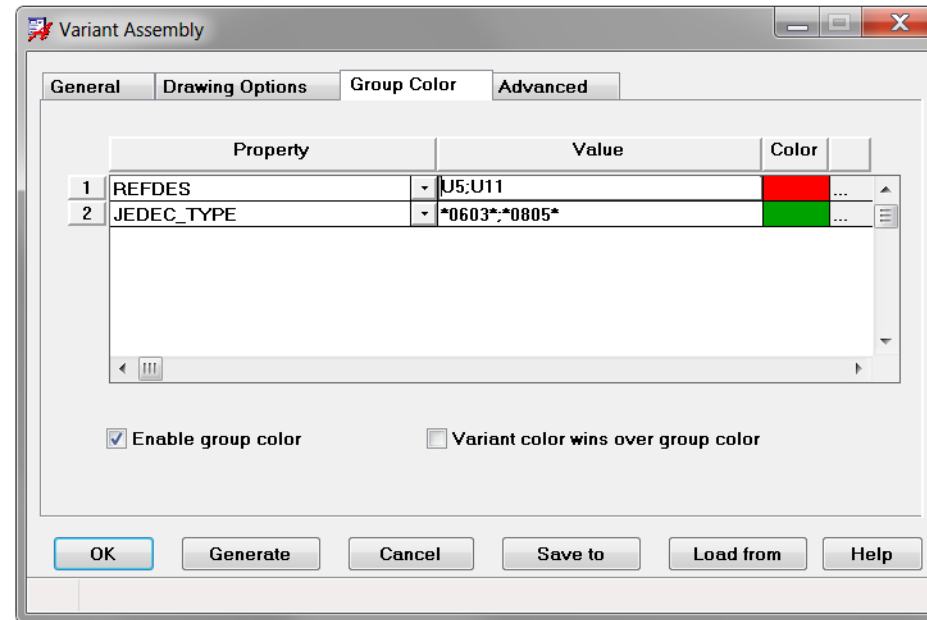 Variant Assembly
General Drawing Options Group Color Advanced
Property Value Color
1 REFDES U5;U11 ...
2 JEDEC_TYPE *0603*;*0805* ...
Enable group color Variant color wins over group color
OK Generate Cancel Save to Load from Help